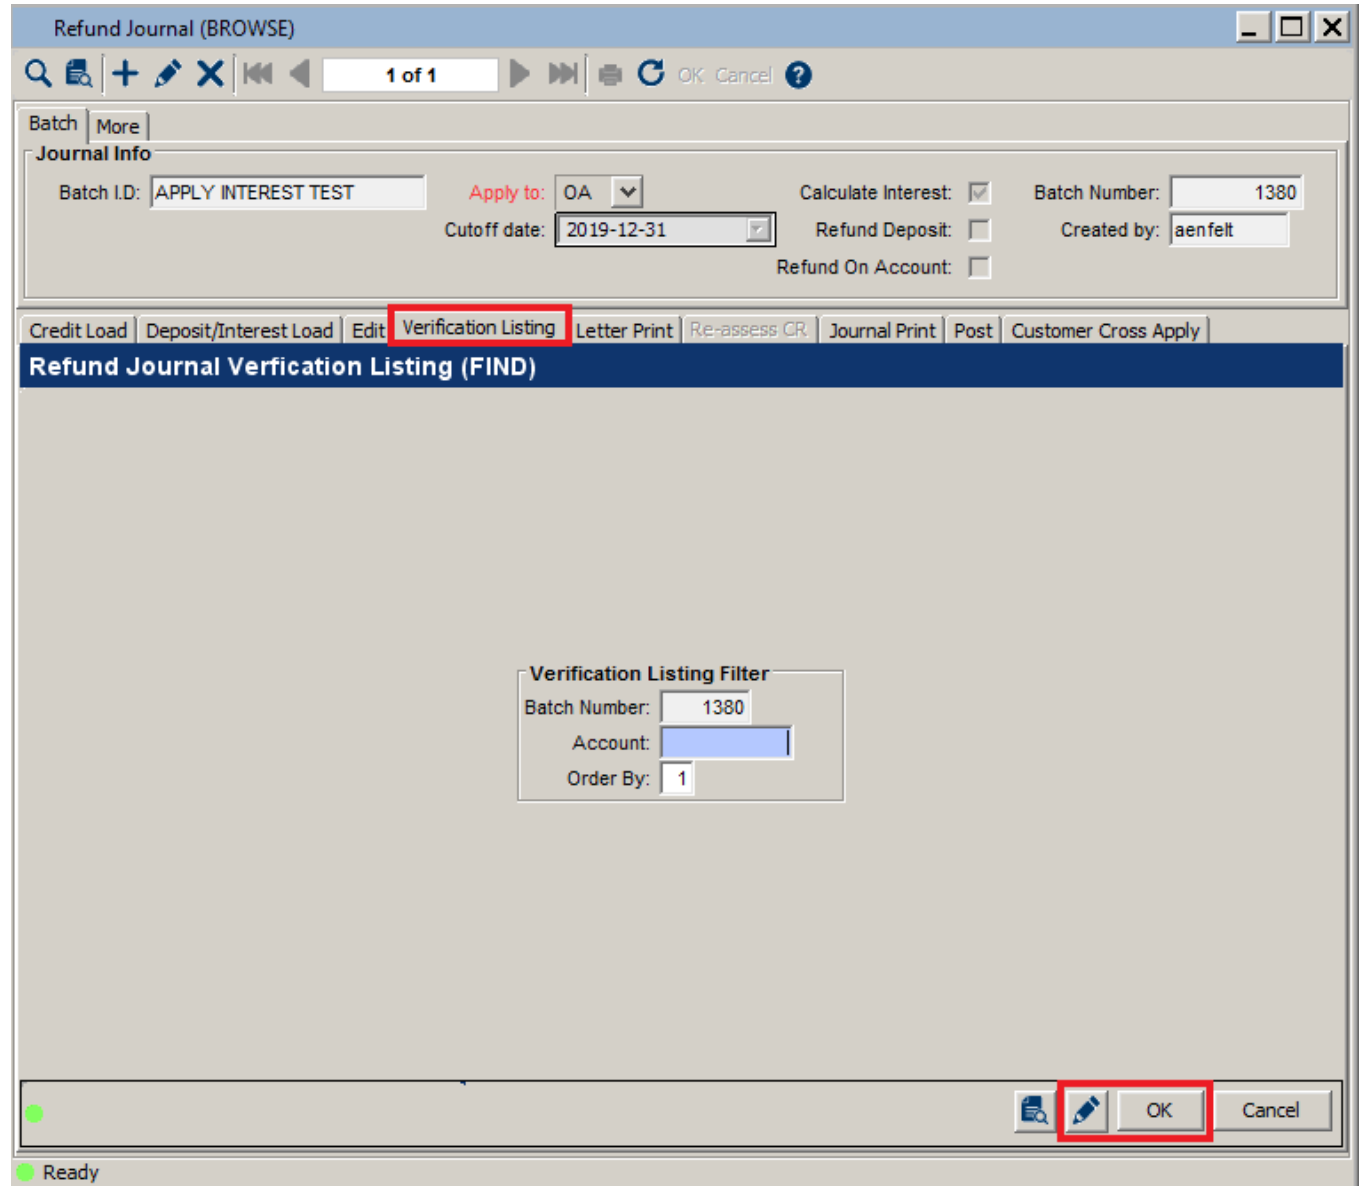 Refund Journal (BROWSE)
1 of 1 OK Cancel ?
Batch More
Journal Info
Batch I.D: APPLY INTEREST TEST Apply to: OA Calculate Interest: Batch Number: 1380
Cutoff date: 2019-12-31 Refund Deposit: Created by: aenfelt
Refund On Account:
Credit Load Deposit/Interest Load Edit Verification Listing Letter Print Re-assess CR Journal Print Post Customer Cross Apply
Refund Journal Verfication Listing (FIND)
Verification Listing Filter
Batch Number: 1380
Account:
Order By: 1
OK Cancel
Ready